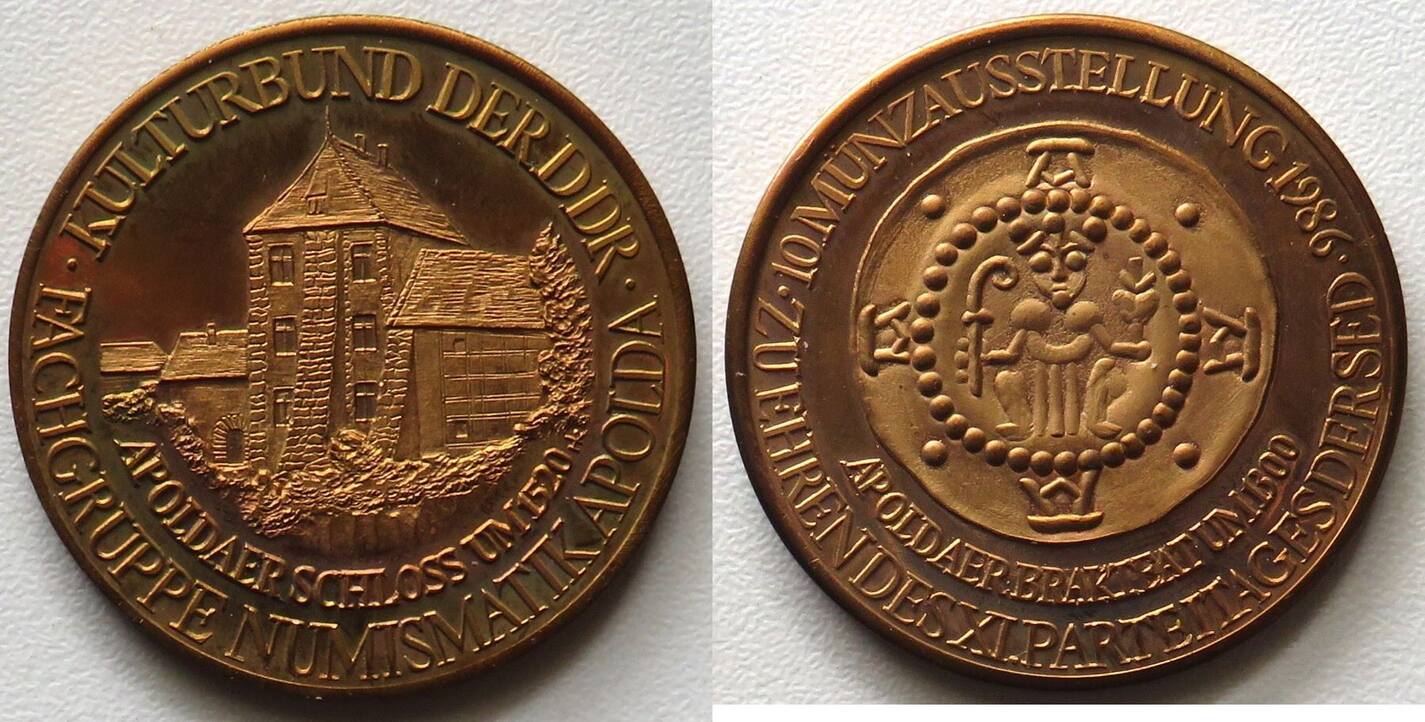 · KULTURBUND DER DDR ·
FACHGRUPPE NUMISMATIK APOLDA
APOLDAER SCHLOSS UM 1520
· 10 MÜNZAUSSTELLUNG 1986 ·
ZU EHREN DES XI. PARTEITAGES DER SED
APOLDAER BRAKTEAT UM 1300